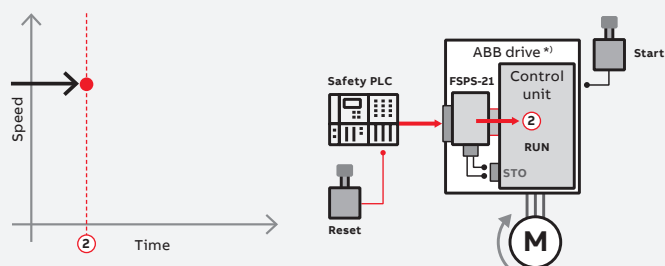 Speed
2
Time
Safety PLC
Reset
ABB drive *)
FSPS-21
Control
unit
2
RUN
STO
Start
M